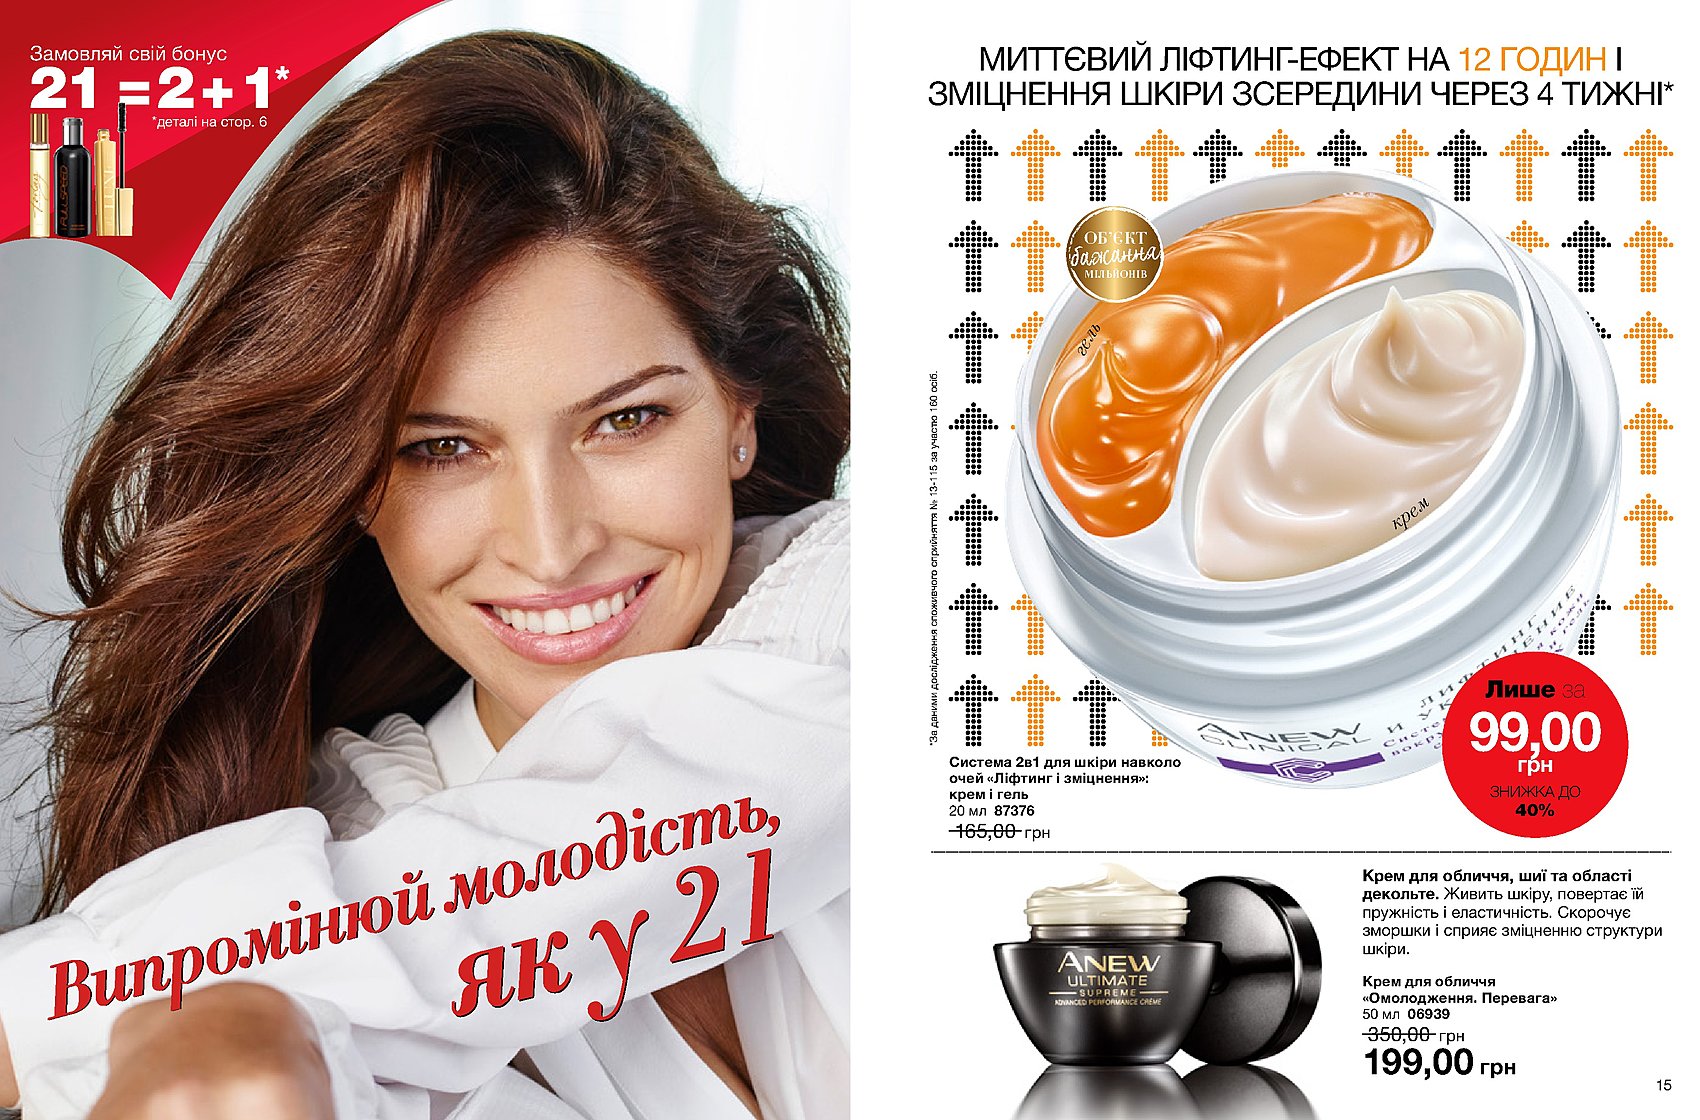 Замовляй свій бонус
21=2+1*
*деталі на стор. 6
Випромінюй молодість,
як у 21
МИТТЄВИЙ ЛІФТИНГ-ЕФЕКТ НА 12 ГОДИН І
ЗМІЦНЕННЯ ШКІРИ ЗСЕРЕДИНИ ЧЕРЕЗ 4 ТИЖНІ*
ОБ'ЄКТ
бажання
МІЛЬЙОНІВ
гель
крем
*За даними дослідження споживчого сприйняття № 13-115 за участю 160 осіб.
ANEW
CLINICAL
ЛИФТИНГ
И УКРЕПЛЕНИЕ
Лише за
99,00
грн
ЗНИЖКА ДО
40%
Система 2в1 для шкіри навколо
очей «Ліфтинг і зміцнення»:
крем і гель
20 мл 87376
165,00 грн
ANEW
ULTIMATE
SUPREME
ADVANCED PERFORMANCE CREME
Крем для обличчя, шиї та області
декольте. Живить шкіру, повертає їй
пружність і еластичність. Скорочує
зморшки і сприяє зміцненню структури
шкіри.
Крем для обличчя
«Омолодження. Перевага»
50 мл 06939
350,00 грн
199,00 грн
15